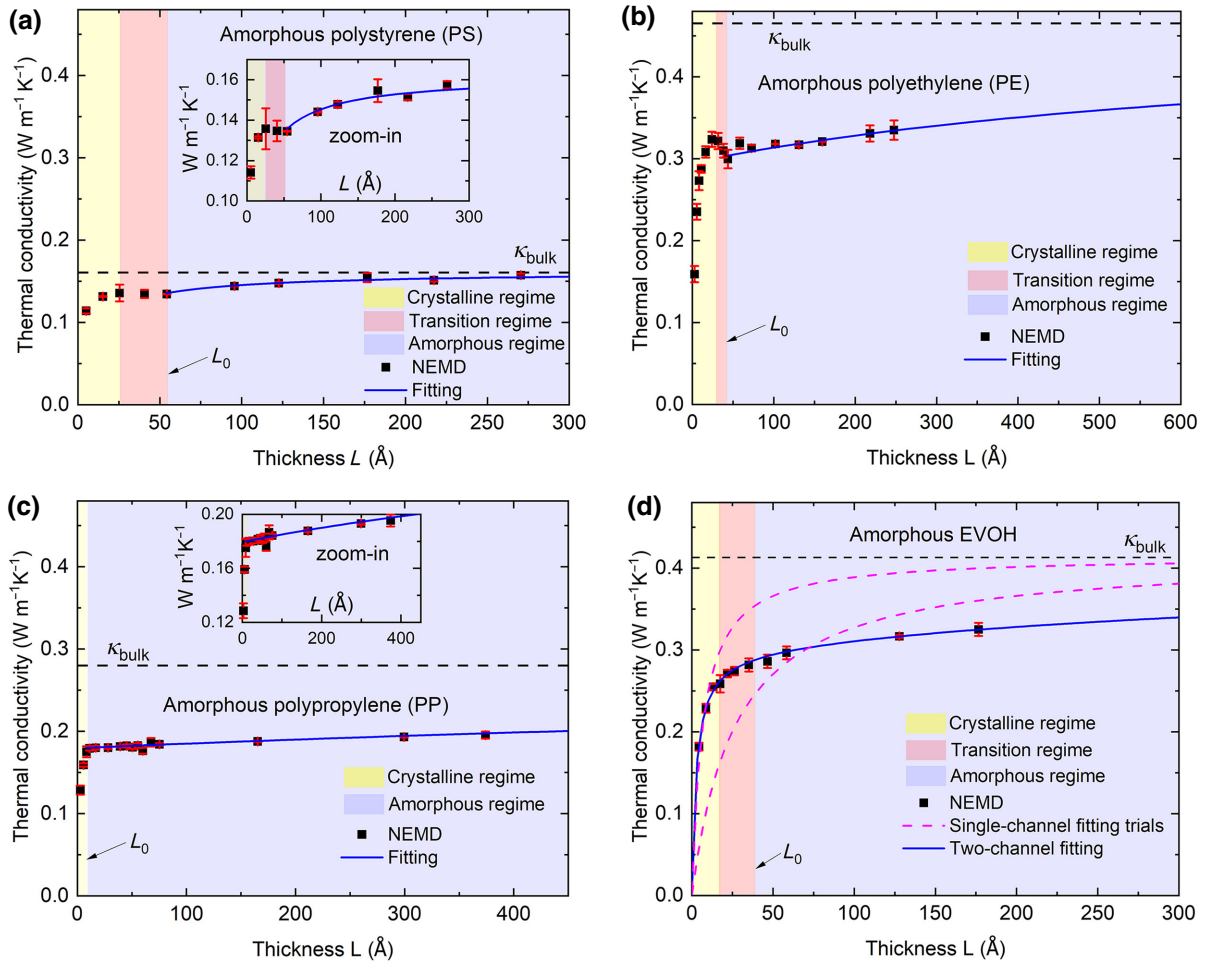 (a)
Amorphous polystyrene (PS)
Thermal conductivity (W m⁻¹ K⁻¹)
0.4
0.3
0.2
0.1
0.0
W m⁻¹ K⁻¹
0.16
0.14
0.12
0.10
zoom-in
L (Å)
0 100 200 300
κbulk
Crystalline regime
Transition regime
Amorphous regime
NEMD
Fitting
L₀
0 50 100 150 200 250 300
Thickness L (Å)
(b)
κbulk
Amorphous polyethylene (PE)
Thermal conductivity (W m⁻¹ K⁻¹)
0.4
0.3
0.2
0.1
0.0
Crystalline regime
Transition regime
Amorphous regime
NEMD
Fitting
L₀
0 100 200 300 400 500 600
Thickness L (Å)
(c)
Thermal conductivity (W m⁻¹K⁻¹)
0.4
0.3
0.2
0.1
0.0
W m⁻¹K⁻¹
0.20
0.16
0.12
zoom-in
L (Å)
0 200 400
κbulk
Amorphous polypropylene (PP)
Crystalline regime
Amorphous regime
NEMD
Fitting
L₀
0 100 200 300 400
Thickness L (Å)
(d)
Amorphous EVOH
κbulk
Thermal conductivity (W m⁻¹K⁻¹)
0.4
0.3
0.2
0.1
0.0
Crystalline regime
Transition regime
Amorphous regime
NEMD
Single-channel fitting trials
Two-channel fitting
L₀
0 50 100 150 200 250 300
Thickness L (Å)